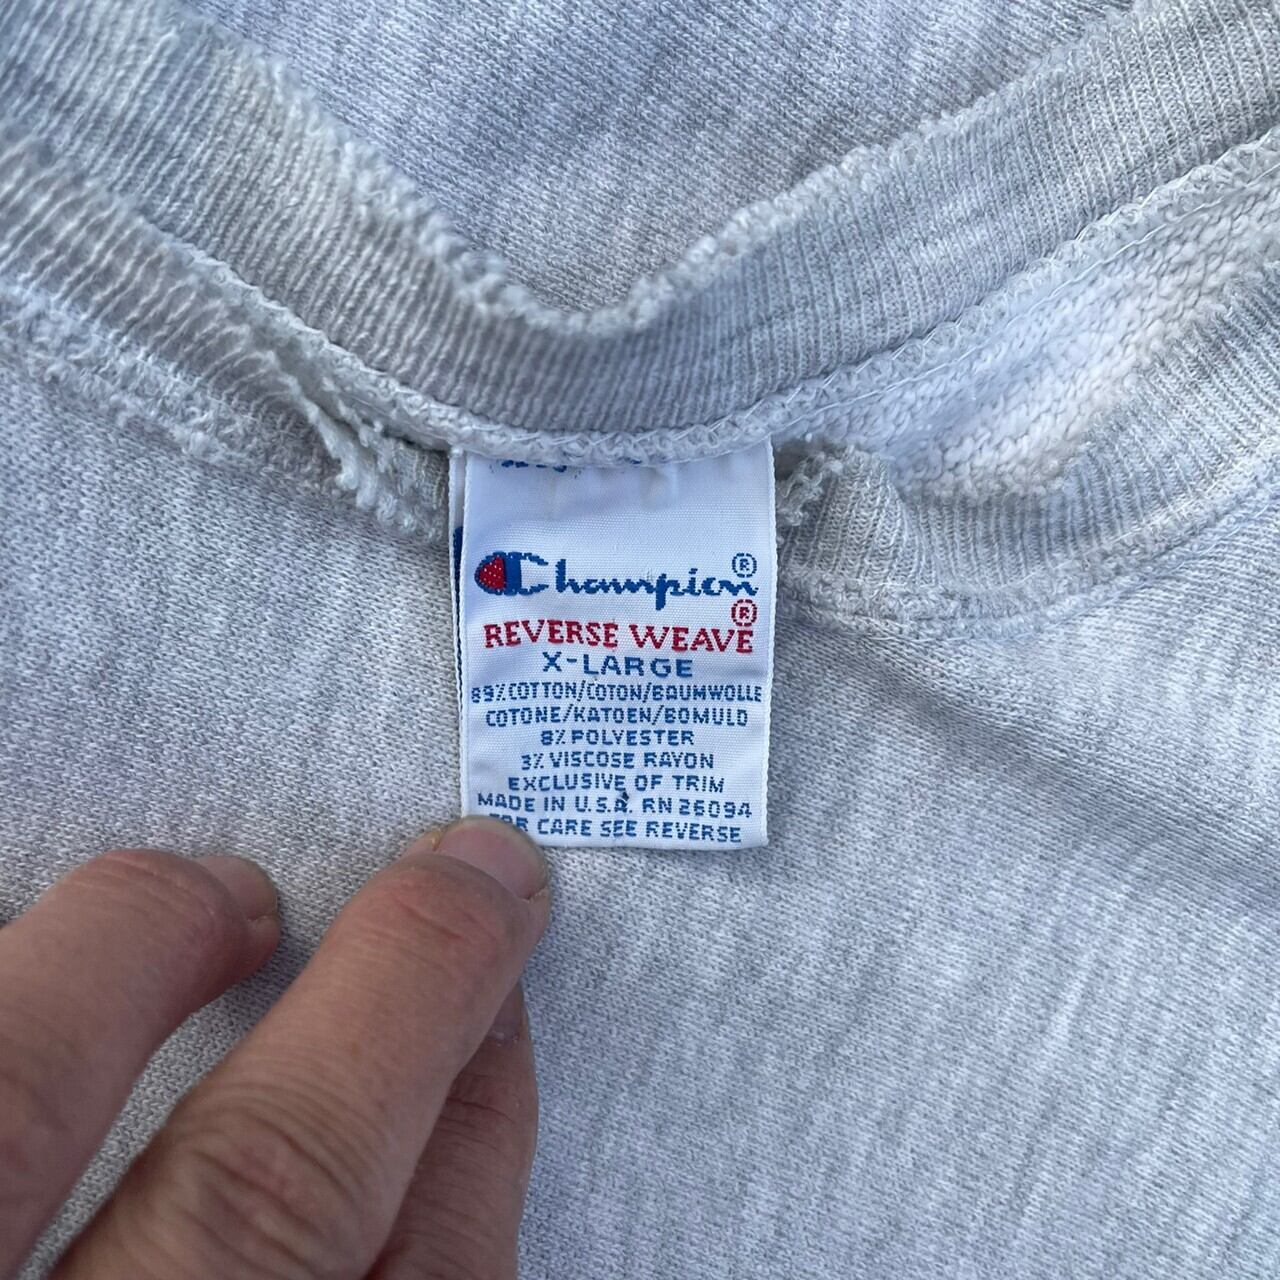 Champion®
REVERSE WEAVE®
X-LARGE
89% COTTON/COTON/BAUMWOLLE
COTONE/KATOEN/BOMULD
8% POLYESTER
3% VISCOSE RAYON
EXCLUSIVE OF TRIM
MADE IN U.S.A. RN 26094
FOR CARE SEE REVERSE